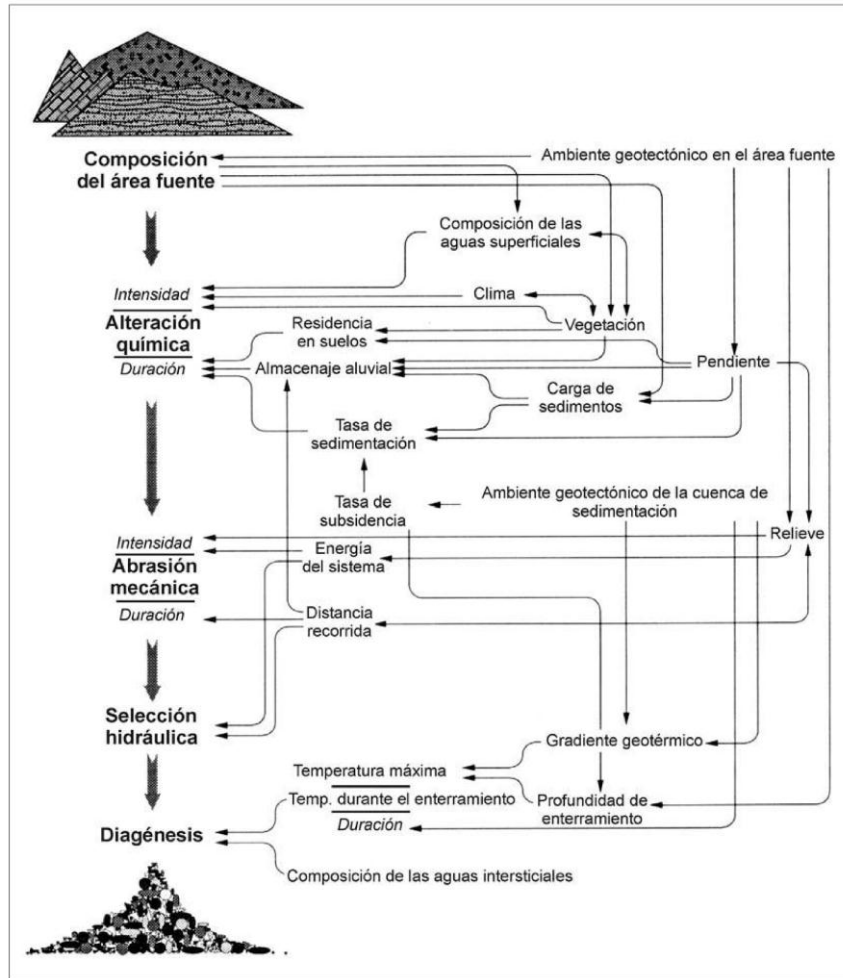 Composición
del área fuente
Ambiente geotectónico en el área fuente
Composición de las
aguas superficiales
Intensidad
Clima
Alteración
química
Residencia
en suelos
Vegetación
Duración
Almacenaje aluvial
Pendiente
Carga de
sedimentos
Tasa de
sedimentación
Tasa de
subsidencia
Ambiente geotectónico de la cuenca de
sedimentación
Intensidad
Energía
del sistema
Relieve
Abrasión
mecánica
Duración
Distancia
recorrida
Selección
hidráulica
Gradiente geotérmico
Temperatura máxima
Temp. durante el enterramiento
Profundidad de
enterramiento
Duración
Diagénesis
Composición de las aguas intersticiales